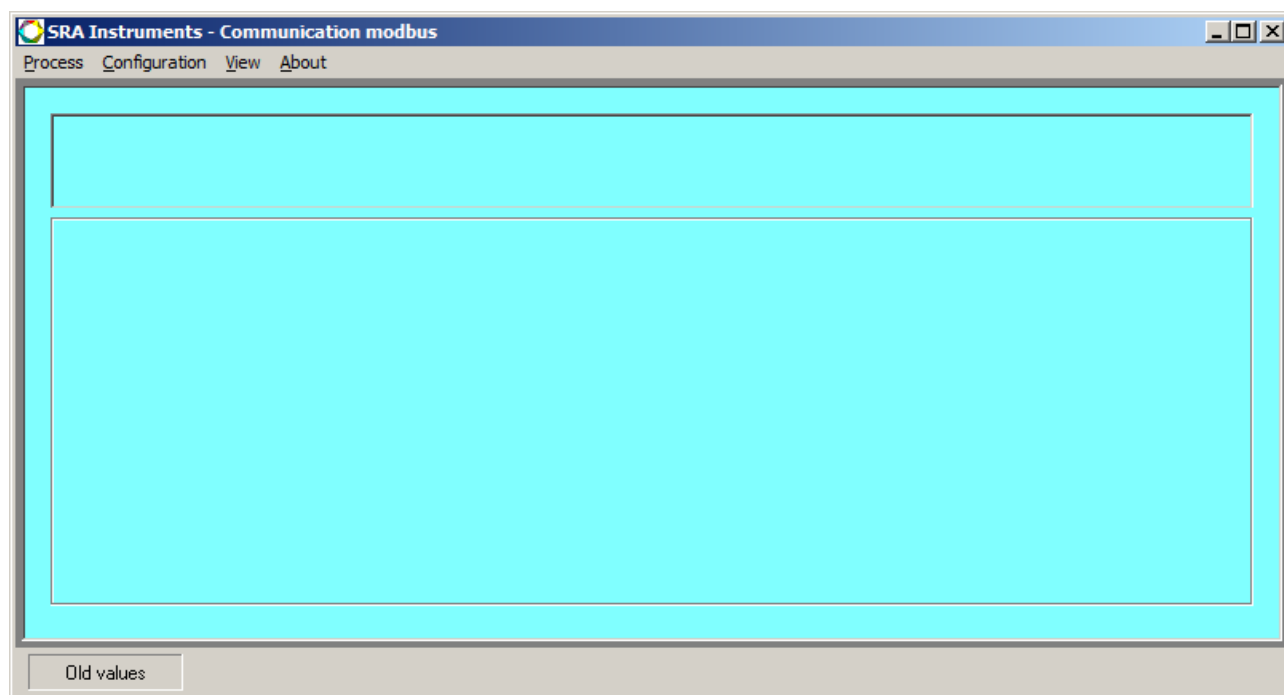 SRA Instruments - Communication modbus
Process Configuration View About
Old values